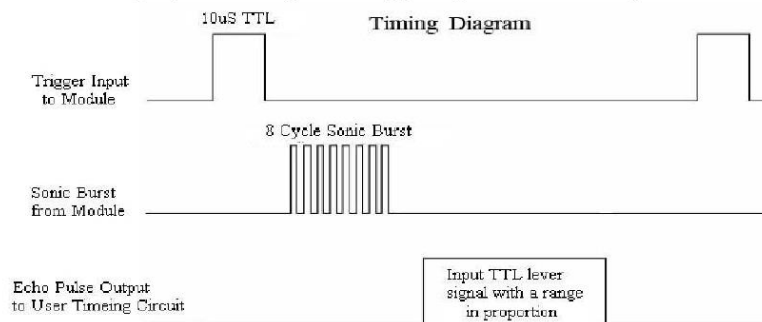 10uS TTL
Timing Diagram
Trigger Input
to Module
8 Cycle Sonic Burst
Sonic Burst
from Module
Echo Pulse Output
to User Timeing Circuit
Input TTL lever
signal with a range
in proportion